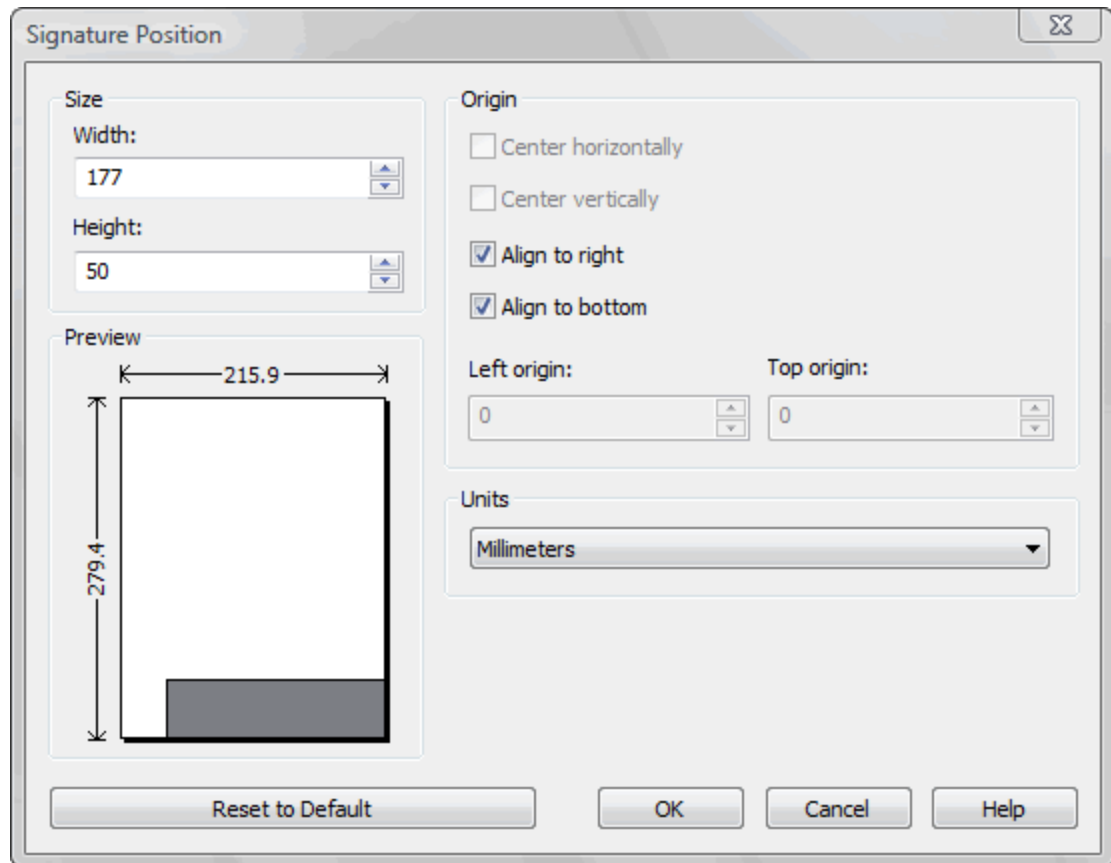 Signature Position
Size
Width:
177
Height:
50
Preview
215.9
279.4
Origin
Center horizontally
Center vertically
Align to right
Align to bottom
Left origin:
Top origin:
0
0
Units
Millimeters
Reset to Default
OK
Cancel
Help